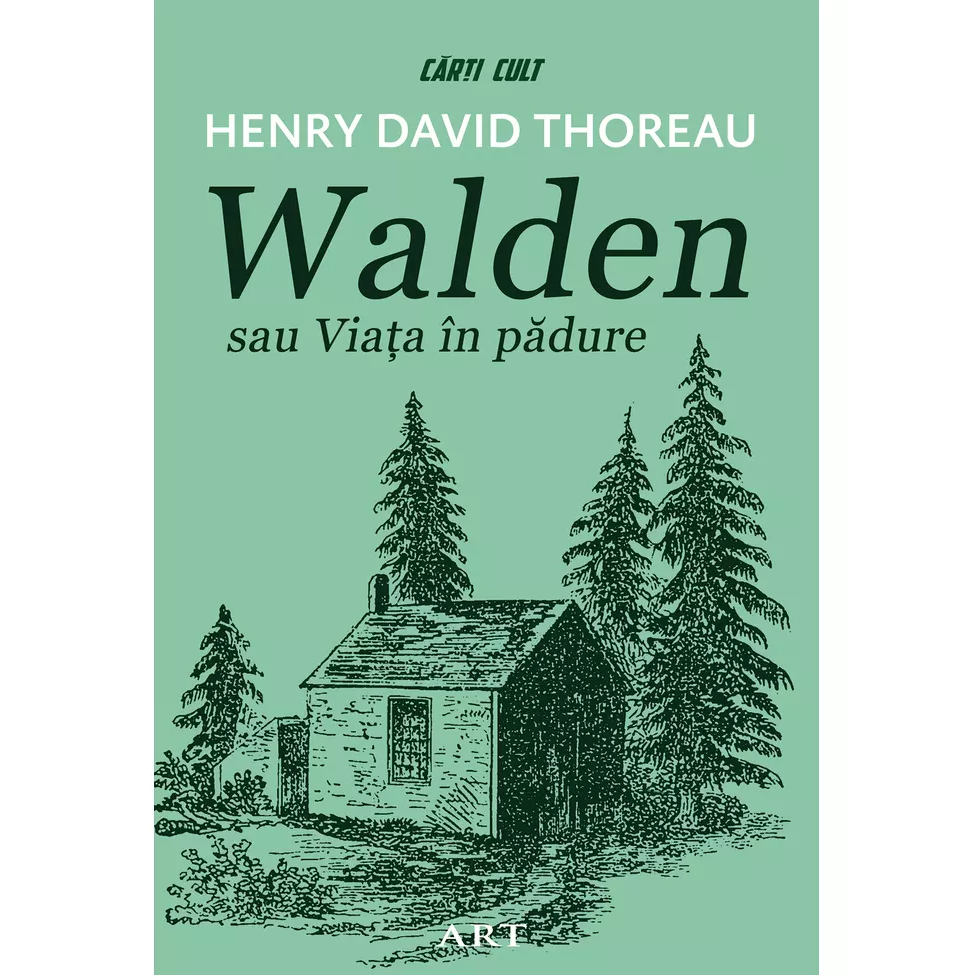 CĂRȚI CULT
HENRY DAVID THOREAU
Walden
sau Viața în pădure
ART